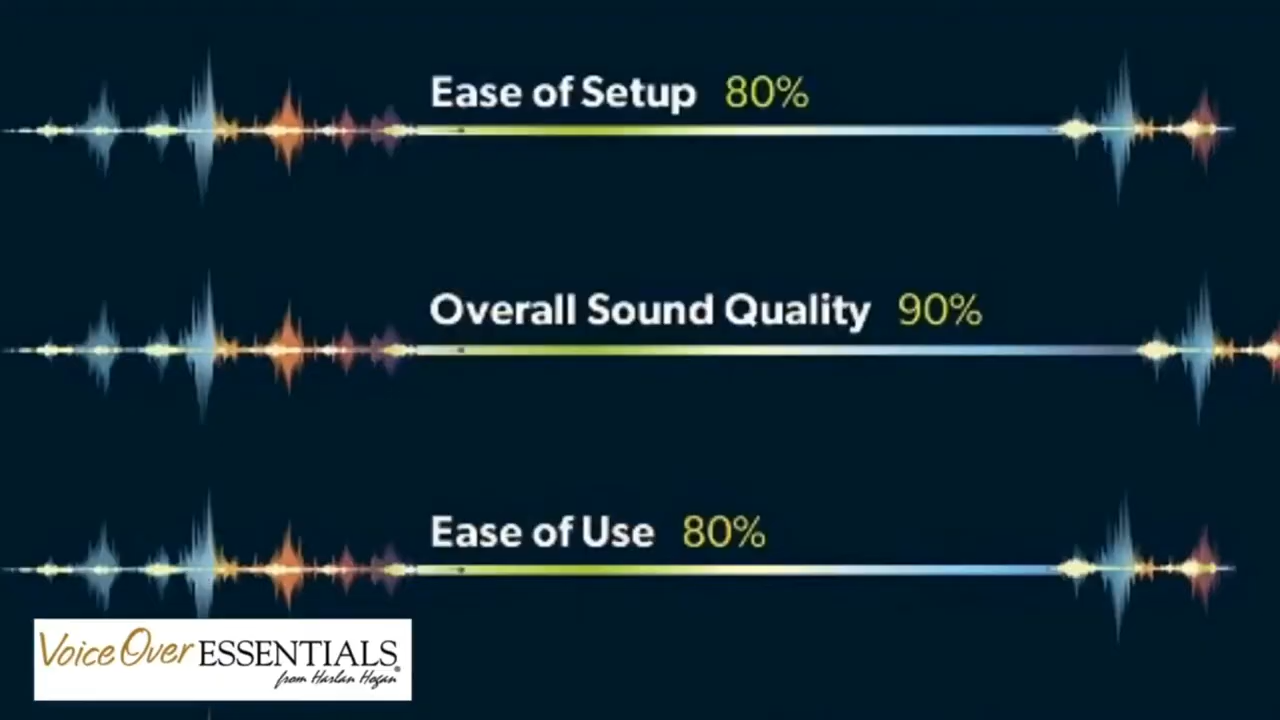 Ease of Setup 80%
Overall Sound Quality 90%
Ease of Use 80%
Voice Over ESSENTIALS®
from Harlan Hogan